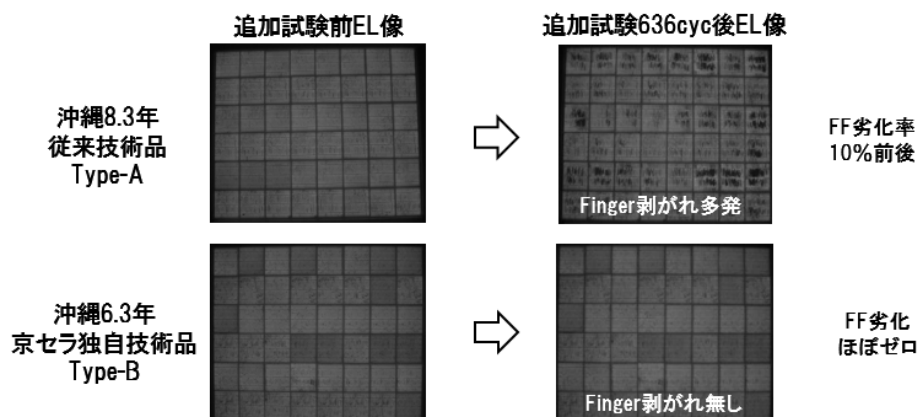 追加試験前EL像
追加試験636cyc後EL像
沖縄8.3年
従来技術品
Type-A
FF劣化率
10%前後
Finger剥がれ多発
沖縄6.3年
京セラ独自技術品
Type-B
FF劣化
ほぼゼロ
Finger剥がれ無し